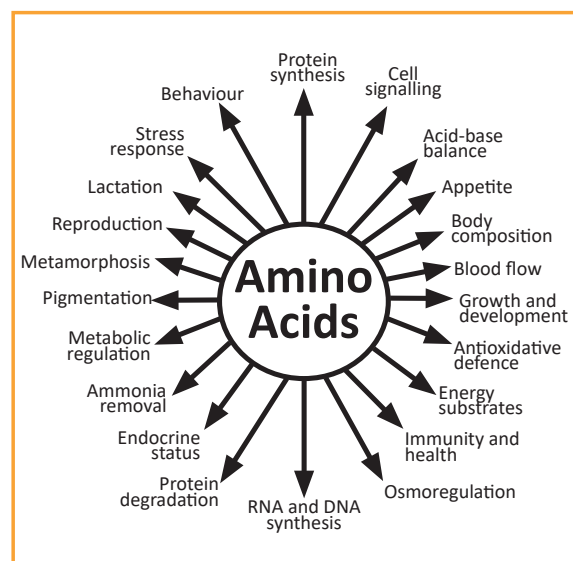 Protein
synthesis
Cell
signalling
Acid-base
balance
Appetite
Body
composition
Blood flow
Growth and
development
Antioxidative
defence
Energy
substrates
Immunity and
health
Osmoregulation
RNA and DNA
synthesis
Protein
degradation
Endocrine
status
Ammonia
removal
Metabolic
regulation
Pigmentation
Metamorphosis
Reproduction
Lactation
Stress
response
Behaviour
Amino
Acids